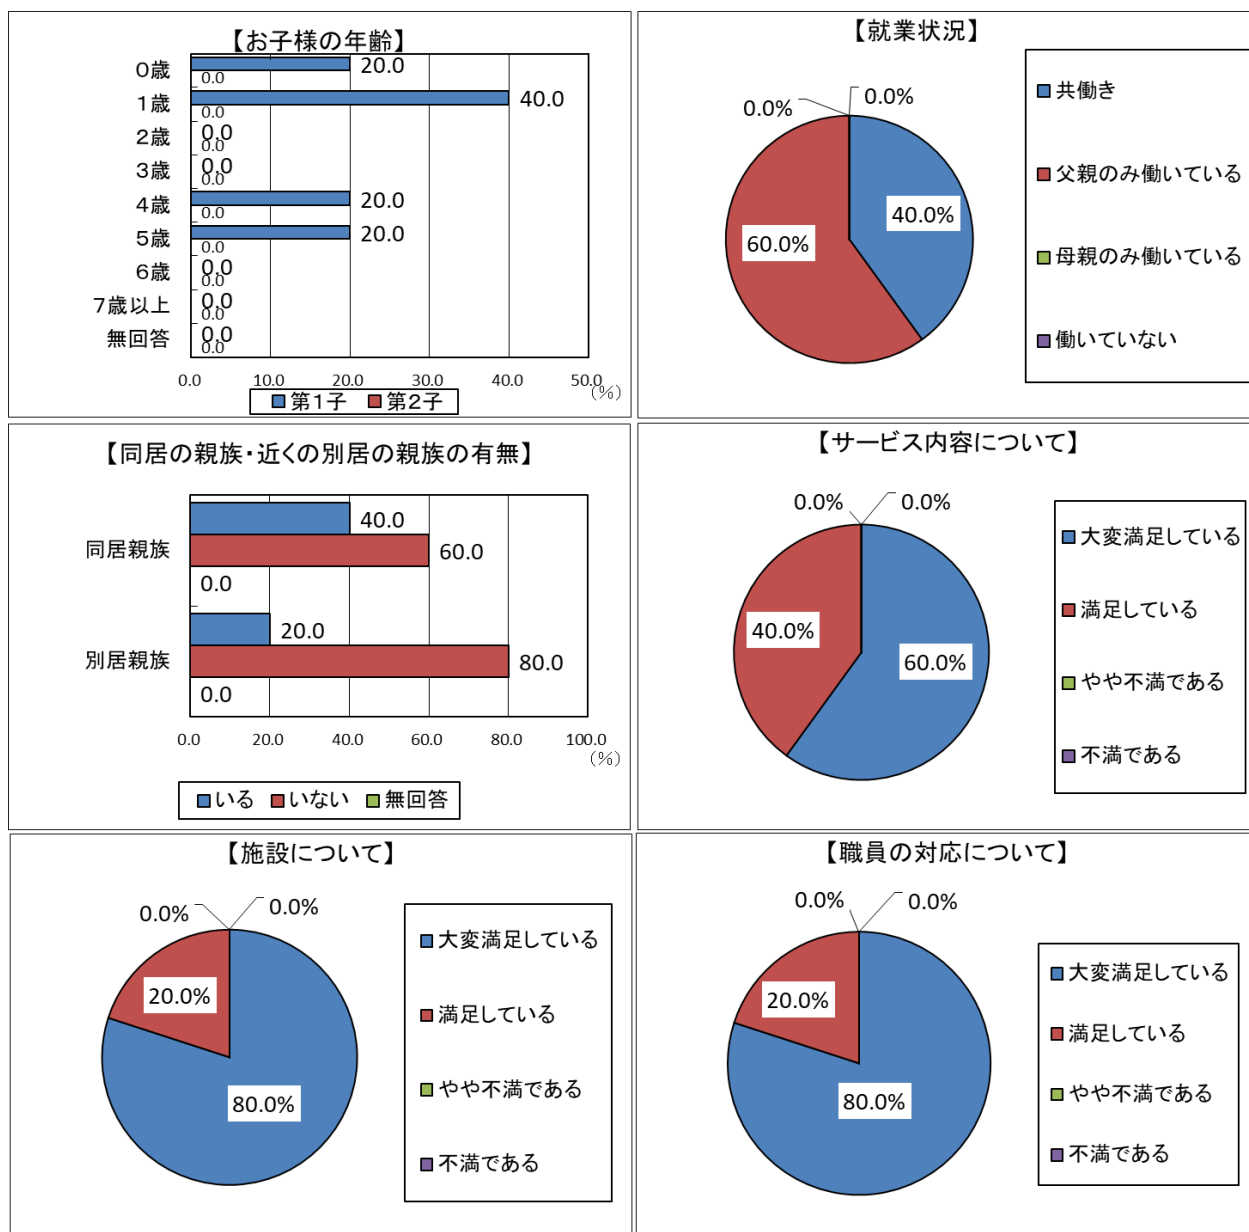 【お子様の年齢】
0歳 20.0
0.0
1歳 40.0
0.0
2歳 0.0
0.0
3歳 0.0
0.0
4歳 20.0
0.0
5歳 20.0
0.0
6歳 0.0
0.0
7歳以上 0.0
0.0
無回答 0.0
0.0
0.0 10.0 20.0 30.0 40.0 50.0
(%)
第1子 第2子
【就業状況】
0.0% 0.0%
40.0%
60.0%
共働き
父親のみ働いている
母親のみ働いている
働いていない
【同居の親族・近くの別居の親族の有無】
40.0
同居親族 60.0
0.0
20.0
別居親族 80.0
0.0
0.0 20.0 40.0 60.0 80.0 100.0
(%)
いる いない 無回答
【サービス内容について】
0.0% 0.0%
40.0%
60.0%
大変満足している
満足している
やや不満である
不満である
【施設について】
0.0% 0.0%
20.0%
80.0%
大変満足している
満足している
やや不満である
不満である
【職員の対応について】
0.0% 0.0%
20.0%
80.0%
大変満足している
満足している
やや不満である
不満である